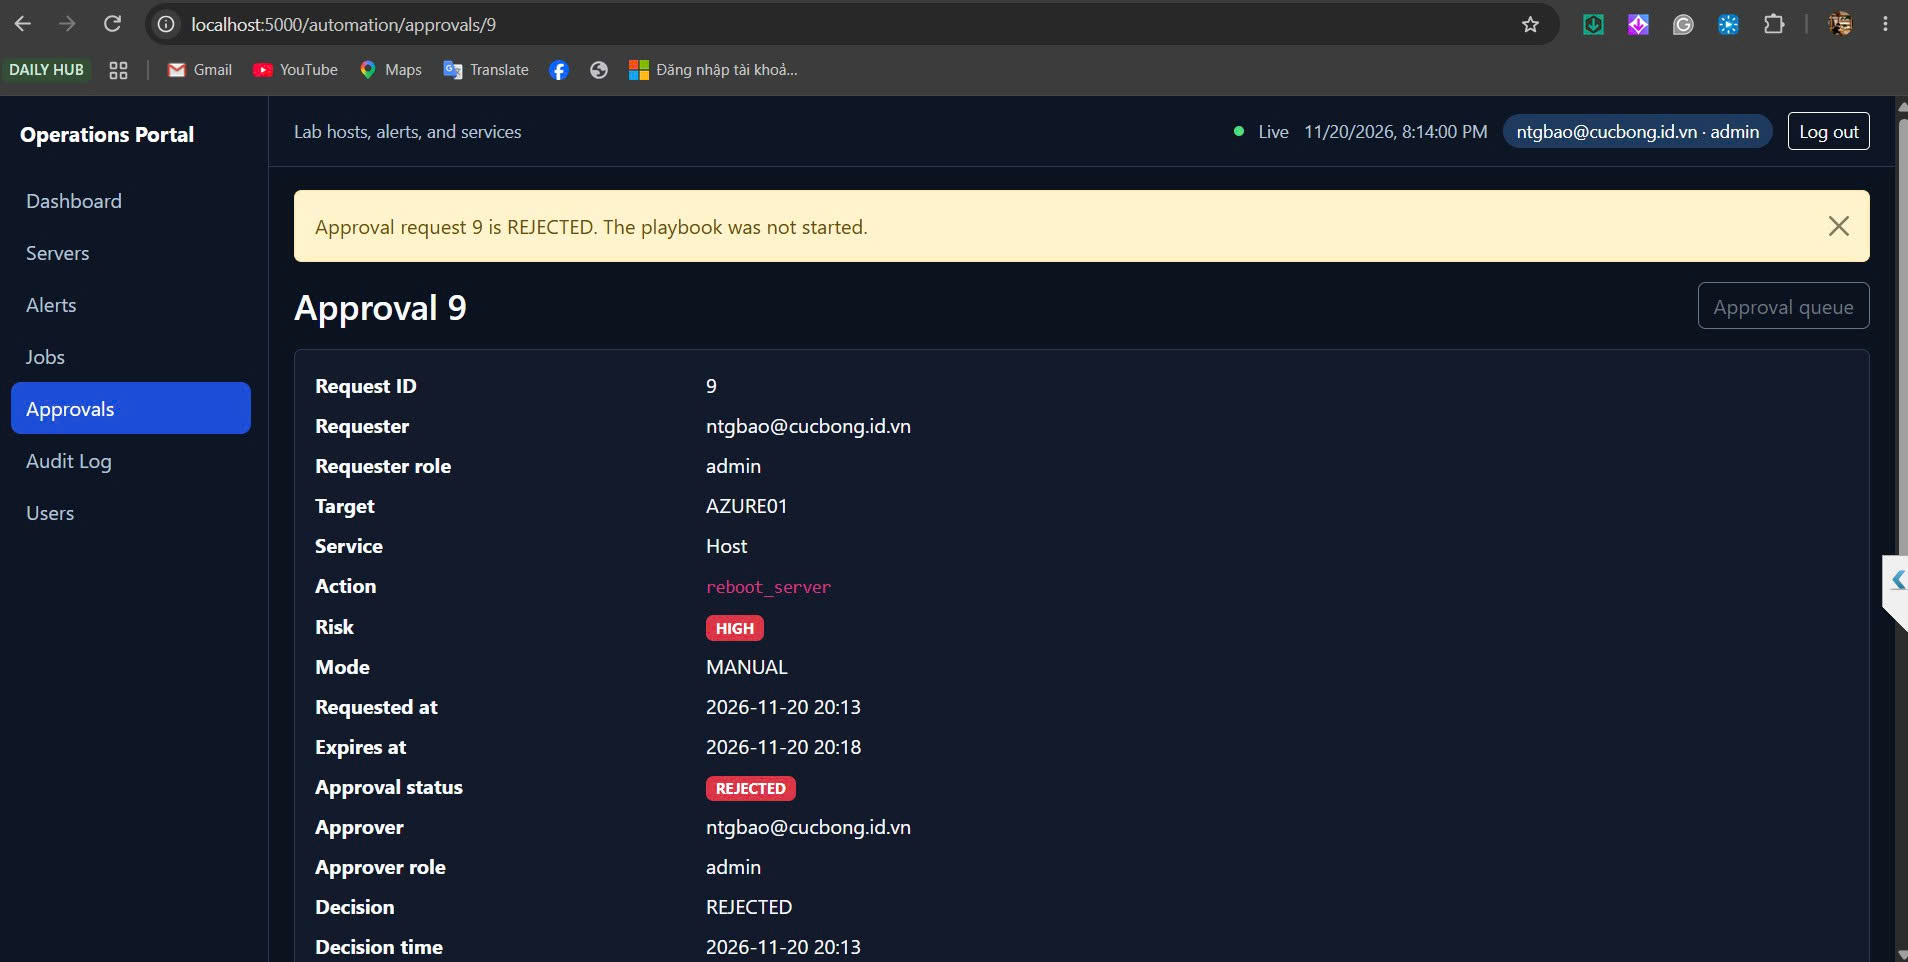 localhost:5000/automation/approvals/9
DAILY HUB Gmail YouTube Maps Translate Đăng nhập tài khoả...
Operations Portal
Lab hosts, alerts, and services Live 11/20/2026, 8:14:00 PM ntgbao@cucbong.id.vn · admin Log out
Dashboard
Servers
Alerts
Jobs
Approvals
Audit Log
Users
Approval request 9 is REJECTED. The playbook was not started.
Approval 9 Approval queue
Request ID 9
Requester ntgbao@cucbong.id.vn
Requester role admin
Target AZURE01
Service Host
Action reboot_server
Risk HIGH
Mode MANUAL
Requested at 2026-11-20 20:13
Expires at 2026-11-20 20:18
Approval status REJECTED
Approver ntgbao@cucbong.id.vn
Approver role admin
Decision REJECTED
Decision time 2026-11-20 20:13